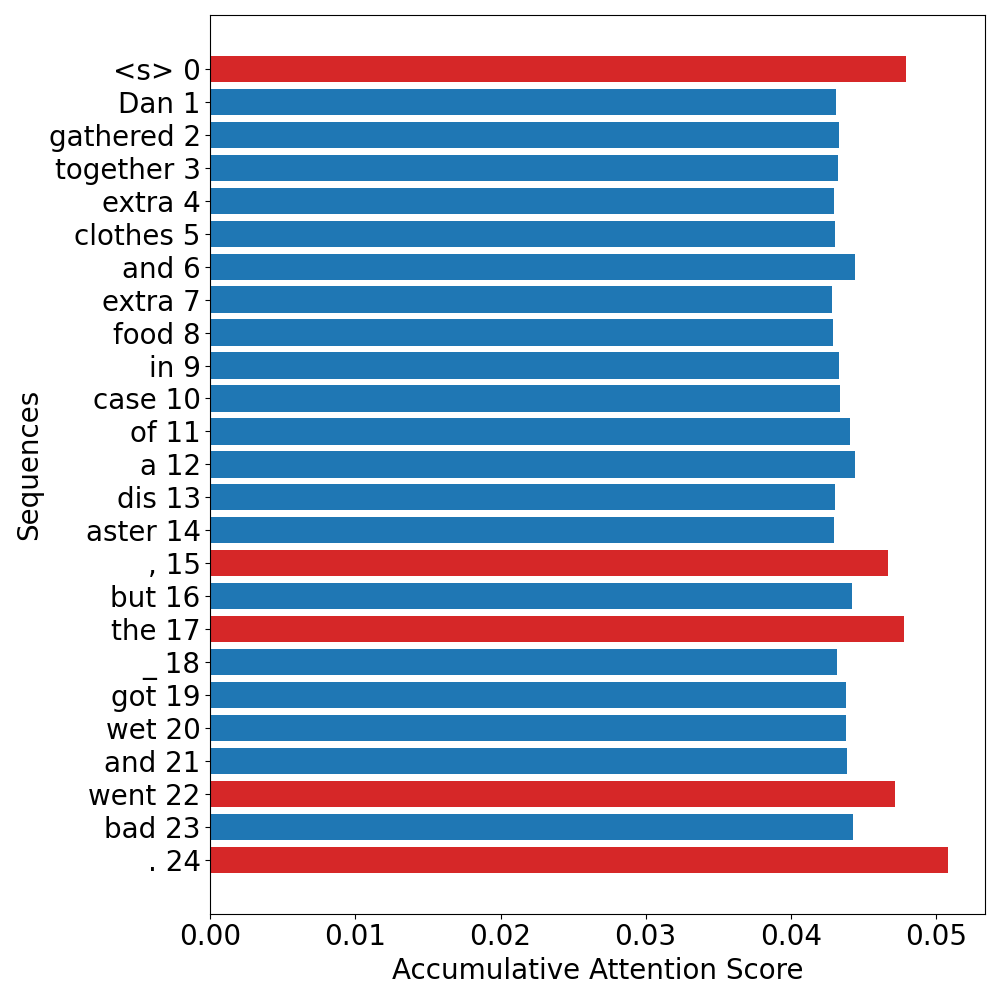 <s> 0
Dan 1
gathered 2
together 3
extra 4
clothes 5
and 6
extra 7
food 8
in 9
case 10
of 11
a 12
dis 13
aster 14
, 15
but 16
the 17
_ 18
got 19
wet 20
and 21
went 22
bad 23
. 24
Sequences
0.00 0.01 0.02 0.03 0.04 0.05
Accumulative Attention Score